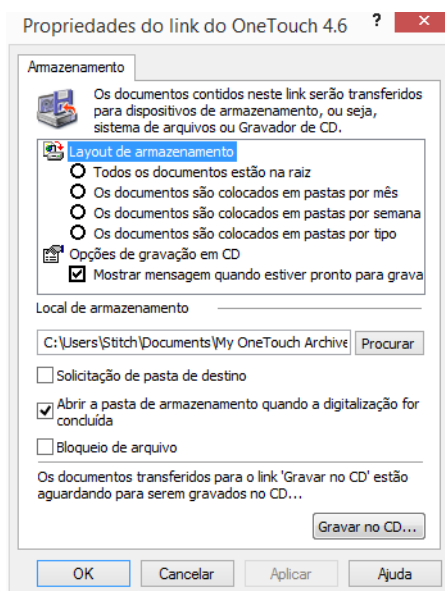 Propriedades do link do OneTouch 4.6 ? ×
Armazenamento
Os documentos contidos neste link serão transferidos
para dispositivos de armazenamento, ou seja,
sistema de arquivos ou Gravador de CD.
Layout de armazenamento
Todos os documentos estão na raiz
Os documentos são colocados em pastas por mês
Os documentos são colocados em pastas por semana
Os documentos são colocados em pastas por tipo
Opções de gravação em CD
Mostrar mensagem quando estiver pronto para grava
Local de armazenamento
C:\Users\Stitch\Documents\My OneTouch Archive Procurar
Solicitação de pasta de destino
Abrir a pasta de armazenamento quando a digitalização for
concluída
Bloqueio de arquivo
Os documentos transferidos para o link 'Gravar no CD' estão
aguardando para serem gravados no CD...
Gravar no CD...
OK Cancelar Aplicar Ajuda